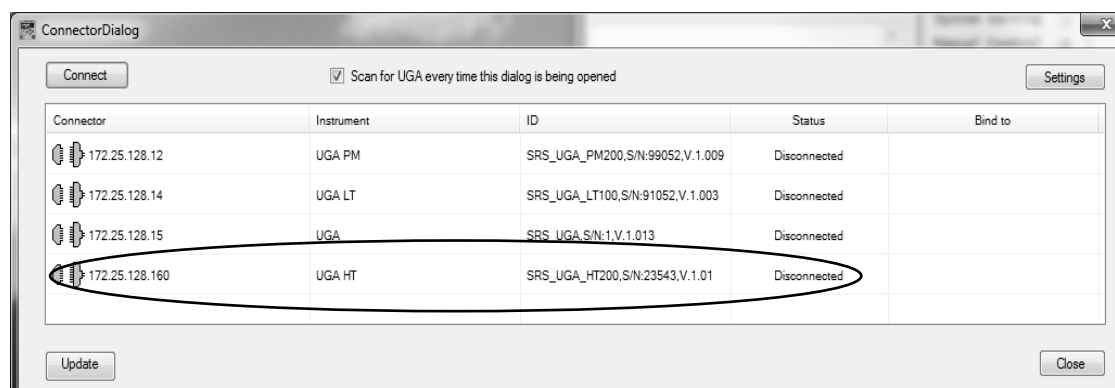 ConnectorDialog
Connect
Scan for UGA every time this dialog is being opened
Settings
Connector Instrument ID Status Bind to
172.25.128.12 UGA PM SRS_UGA_PM200,S/N:99052,V.1.009 Disconnected
172.25.128.14 UGA LT SRS_UGA_LT100,S/N:91052,V.1.003 Disconnected
172.25.128.15 UGA SRS_UGA,S/N:1,V.1.013 Disconnected
172.25.128.160 UGA HT SRS_UGA_HT200,S/N:23543,V.1.01 Disconnected
Update
Close